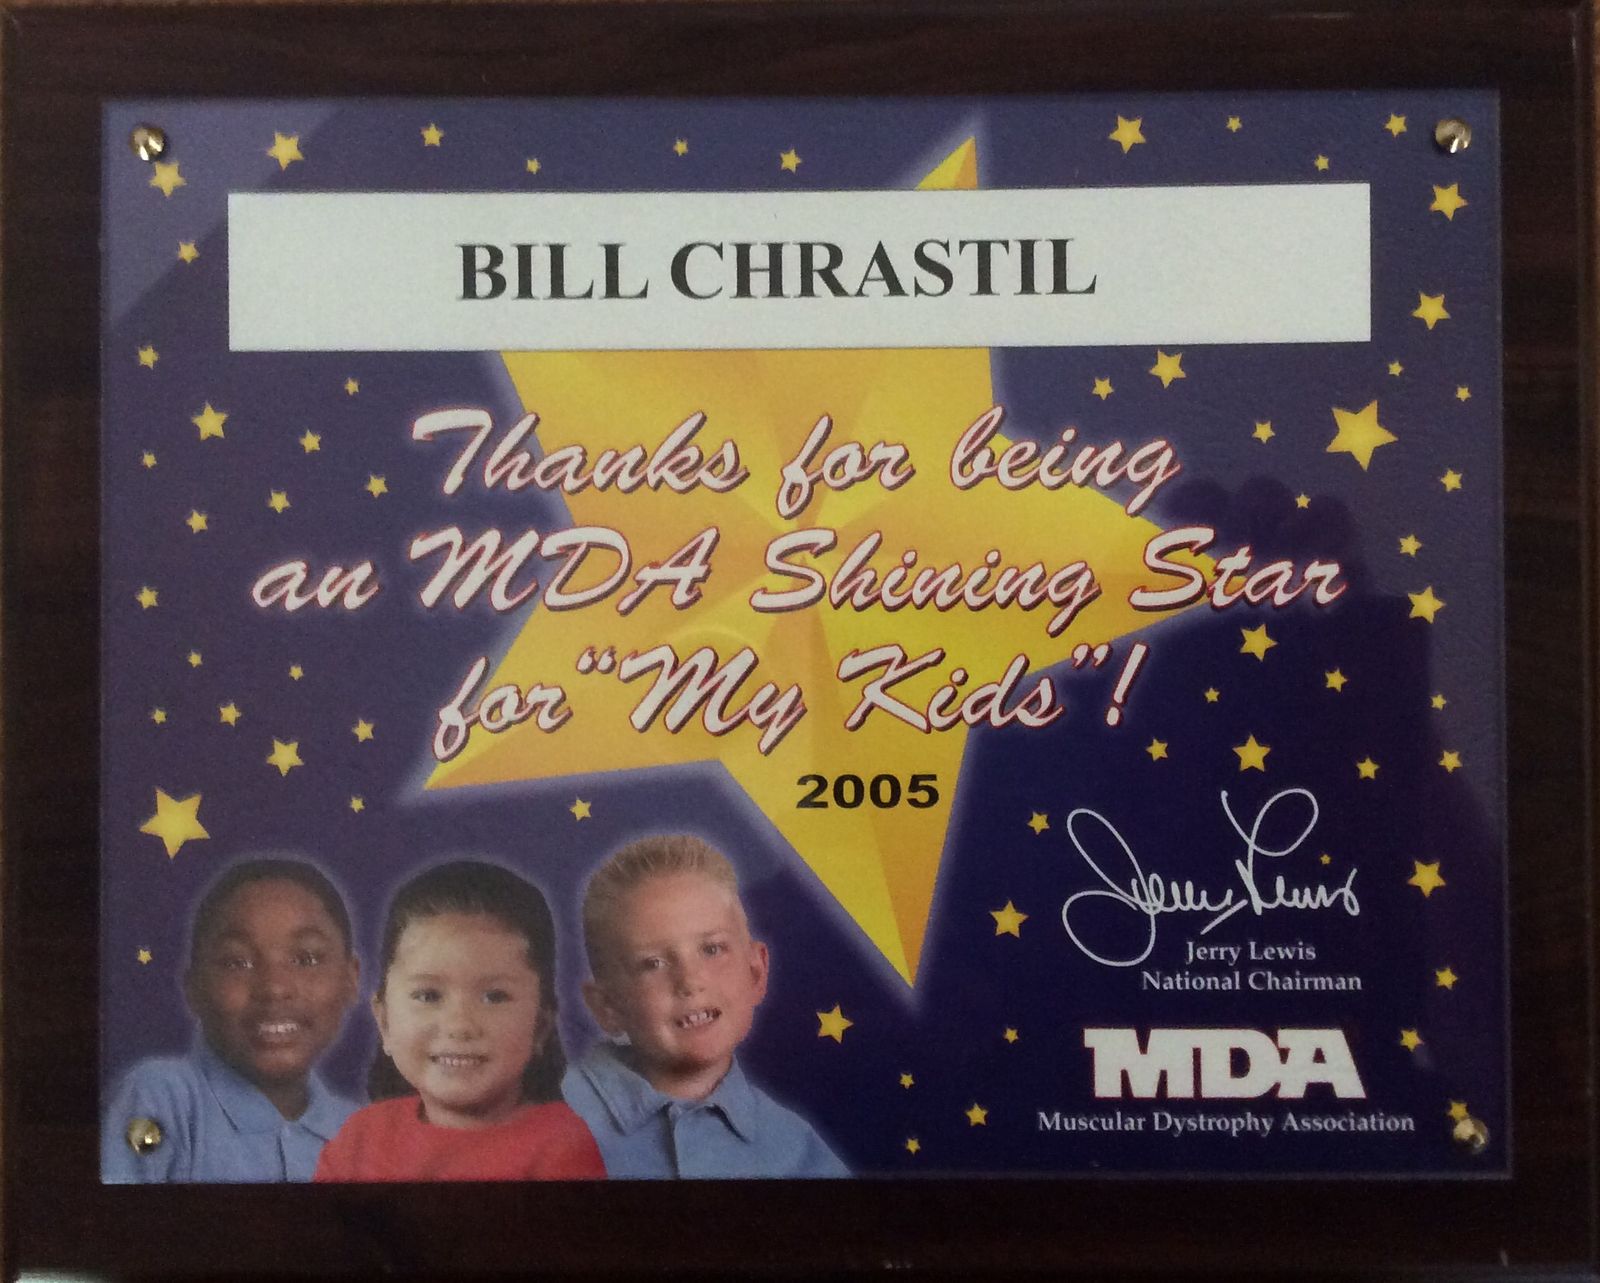 BILL CHRASTIL
Thanks for being
an MDA Shining Star
for "My Kids"!
2005
Jerry Lewis
Jerry Lewis
National Chairman
MDA
Muscular Dystrophy Association